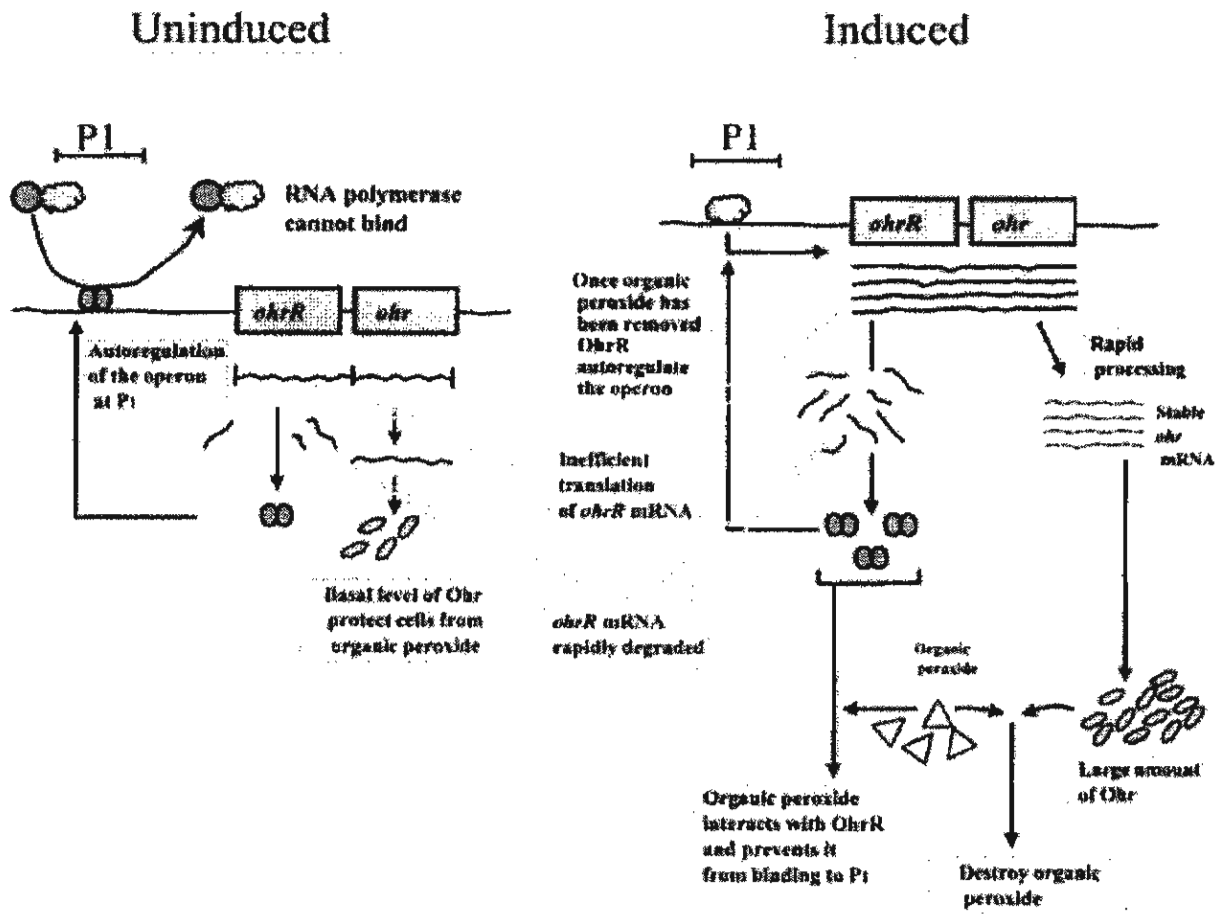 Uninduced
P1
RNA polymerase
cannot bind
ohrR
ohr
Autoregulation
of the operon
at P1
Basal level of Ohr
protect cells from
organic peroxide
Induced
P1
ohrR
ohr
Once organic
peroxide has
been removed
OhrR
autoregulate
the operon
Rapid
processing
Stable
ohr
mRNA
Inefficient
translation
of ohrR mRNA
ohrR mRNA
rapidly degraded
Organic
peroxide
Large amount
of Ohr
Organic peroxide
interacts with OhrR
and prevents it
from binding to P1
Destroy organic
peroxide